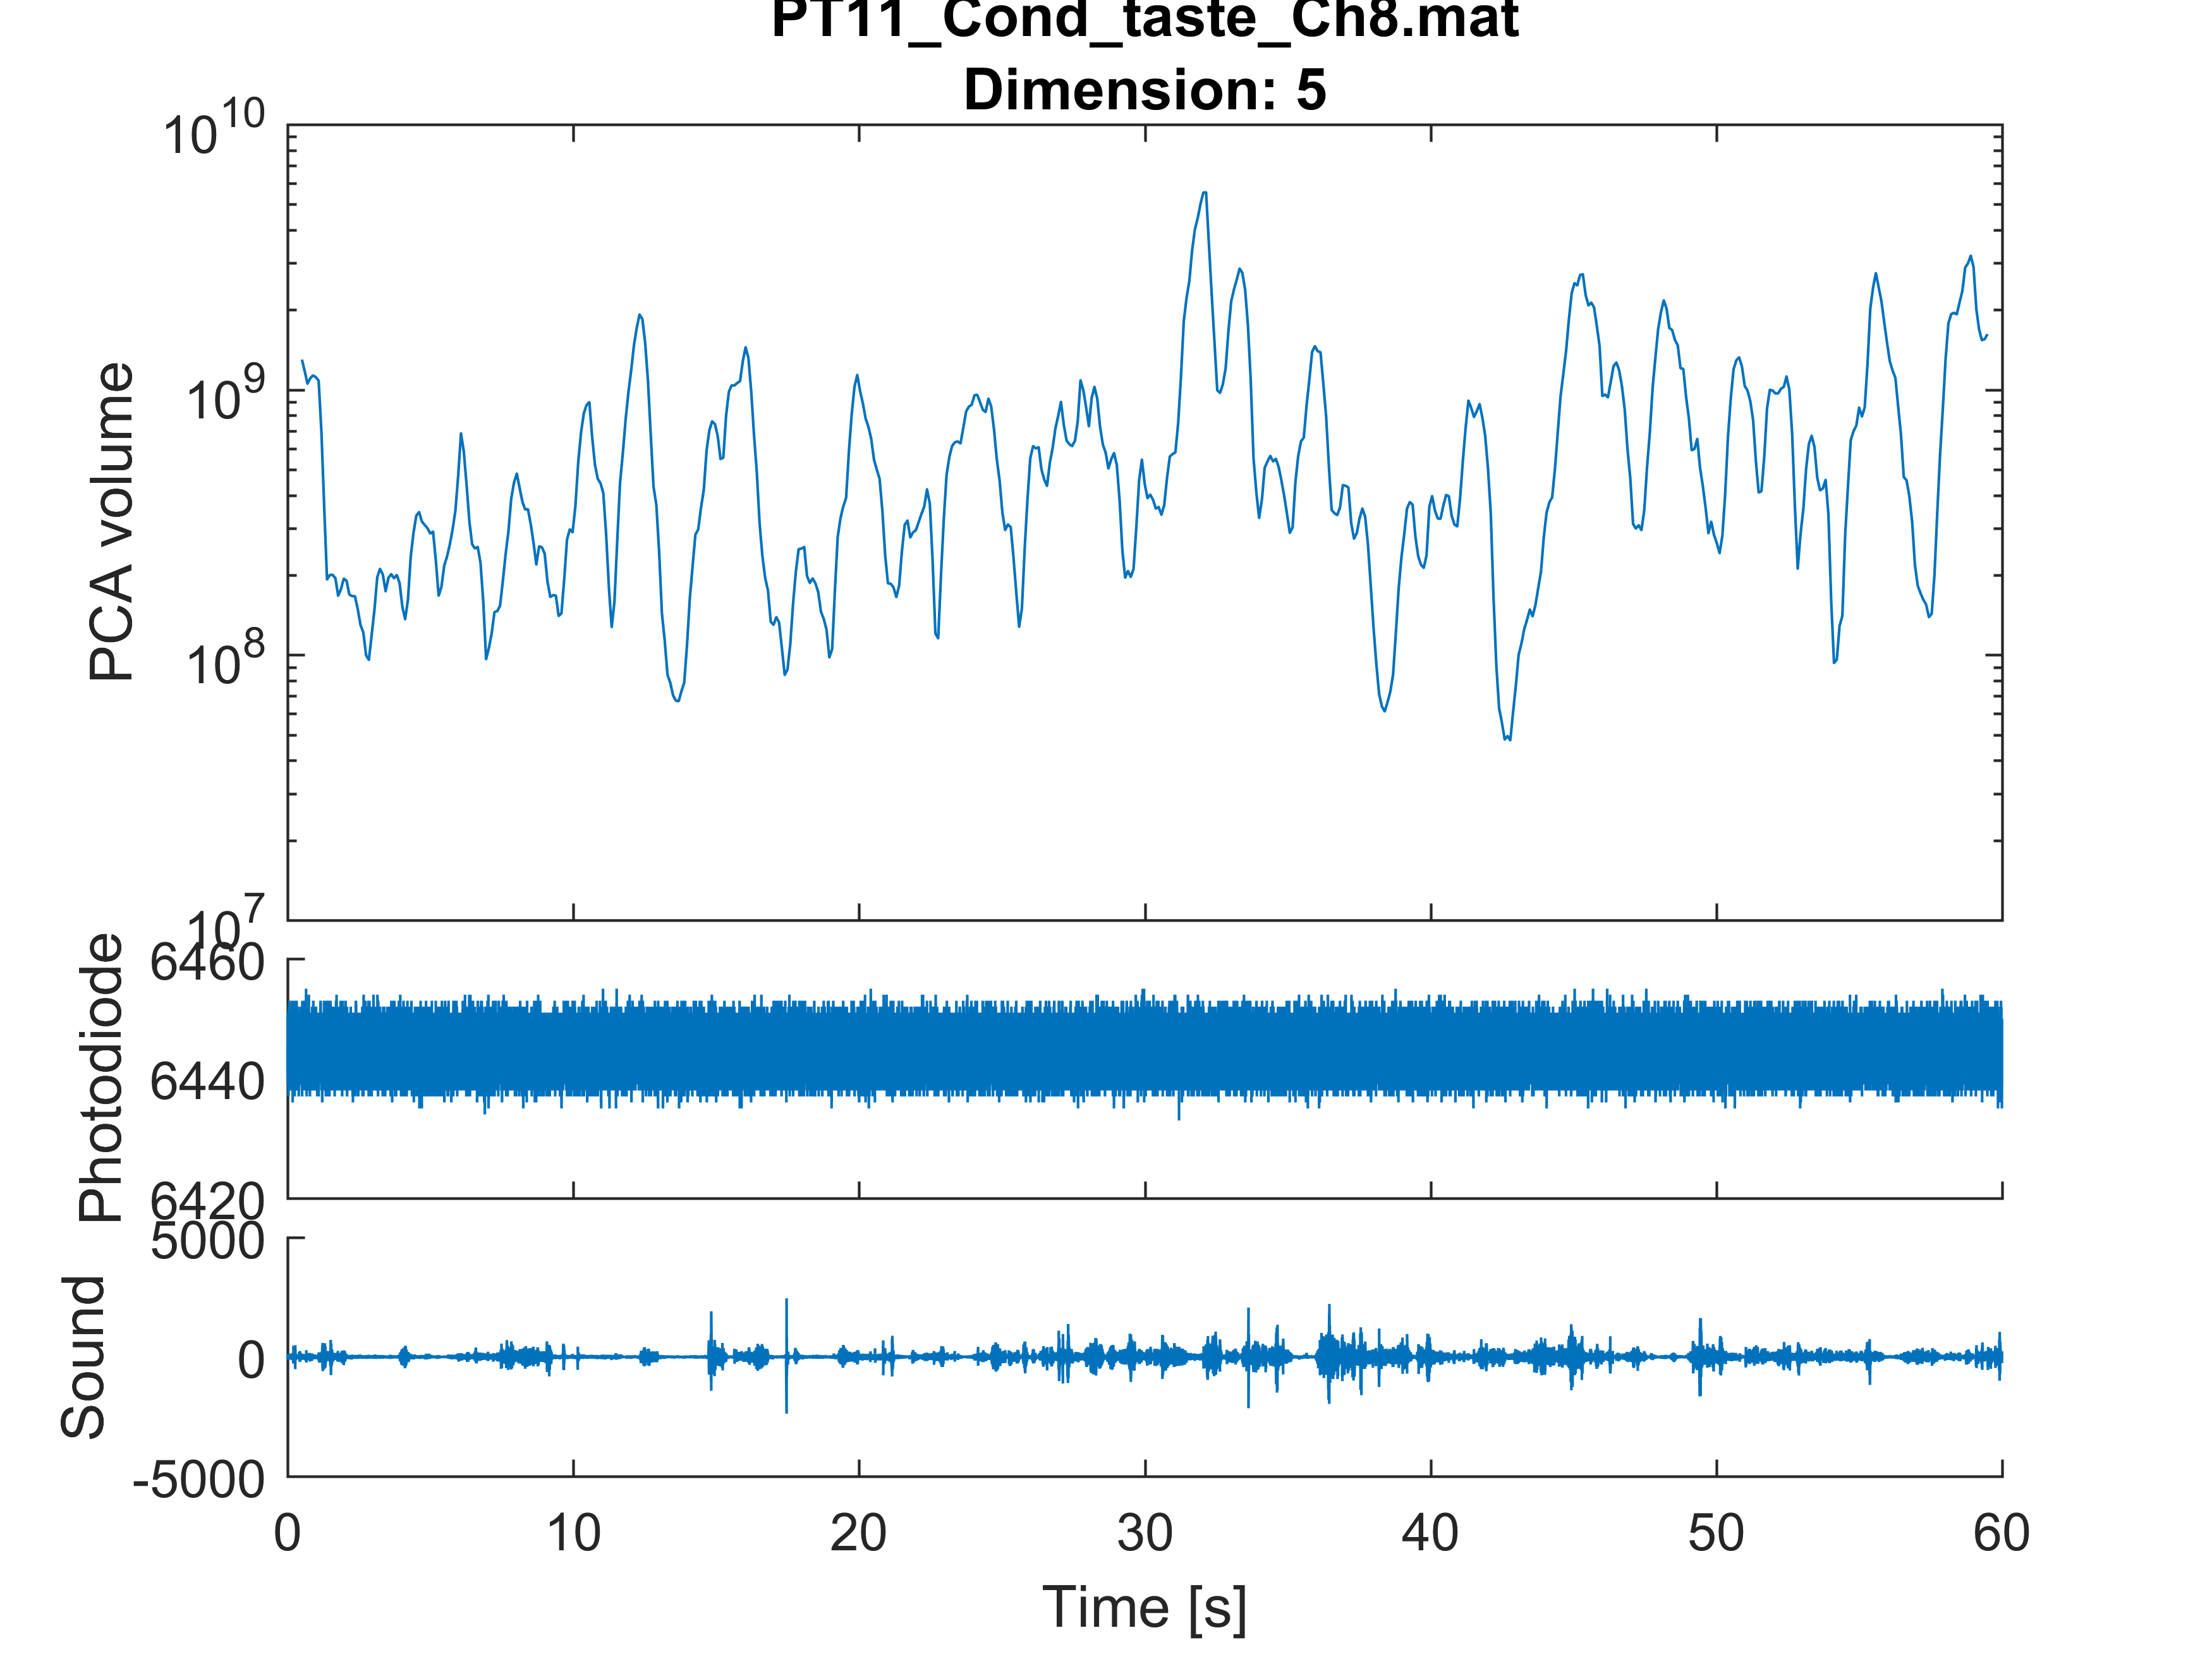 PT11_Cond_taste_Ch8.mat
Dimension: 5
10^10
10^9
10^8
10^7
PCA volume
6460
6440
6420
Photodiode
5000
0
-5000
Sound
0 10 20 30 40 50 60
Time [s]